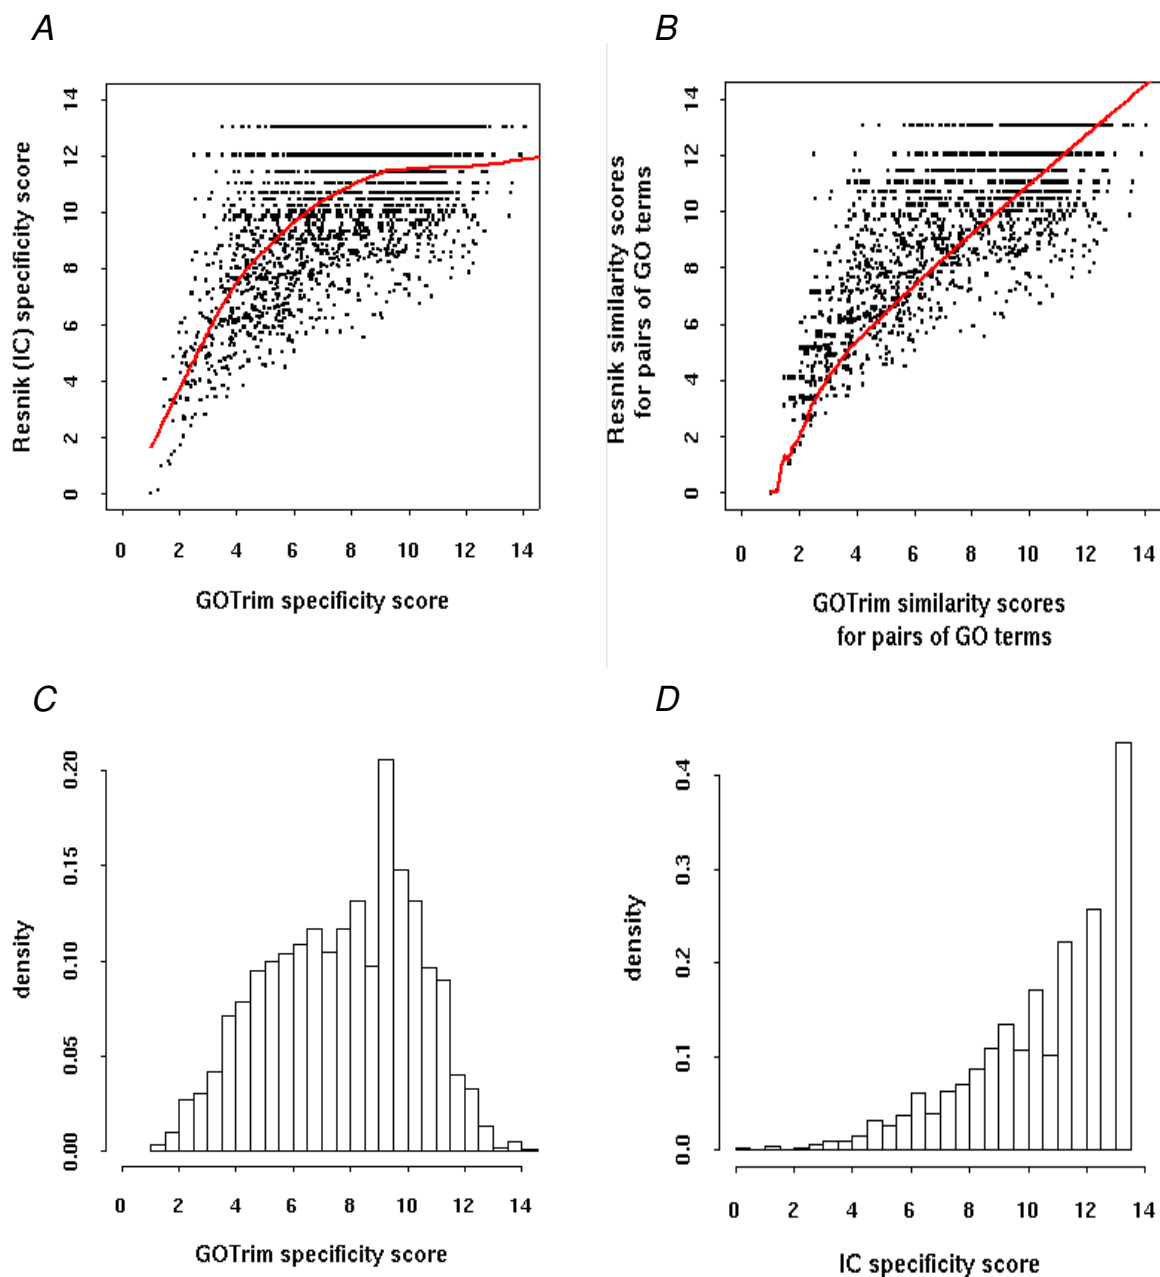 A
B
Resnik (IC) specificity score
0 2 4 6 8 10 12 14
0 2 4 6 8 10 12 14
GOTrim specificity score
Resnik similarity scores
for pairs of GO terms
0 2 4 6 8 10 12 14
0 2 4 6 8 10 12 14
GOTrim similarity scores
for pairs of GO terms
C
D
density
0.00 0.05 0.10 0.15 0.20
0 2 4 6 8 10 12 14
GOTrim specificity score
density
0.0 0.1 0.2 0.3 0.4
0 2 4 6 8 10 12 14
IC specificity score